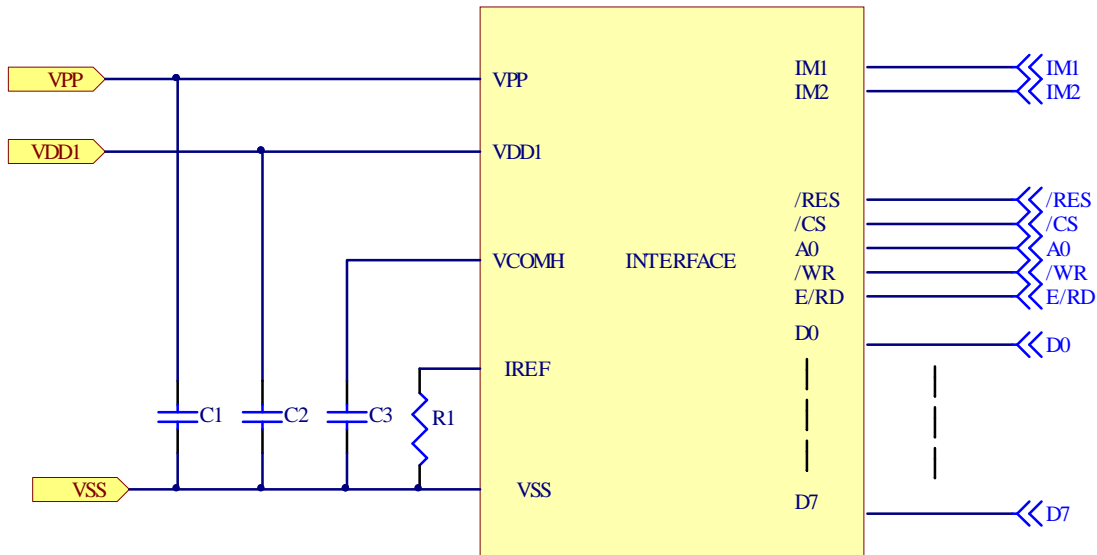 VPP VPP IM1 IM1
IM2 IM2
VDD1 VDD1
/RES /RES
/CS /CS
A0 A0
VCOMH INTERFACE /WR /WR
E/RD E/RD
D0 D0
IREF
C1 C2 C3 R1
VSS VSS D7 D7